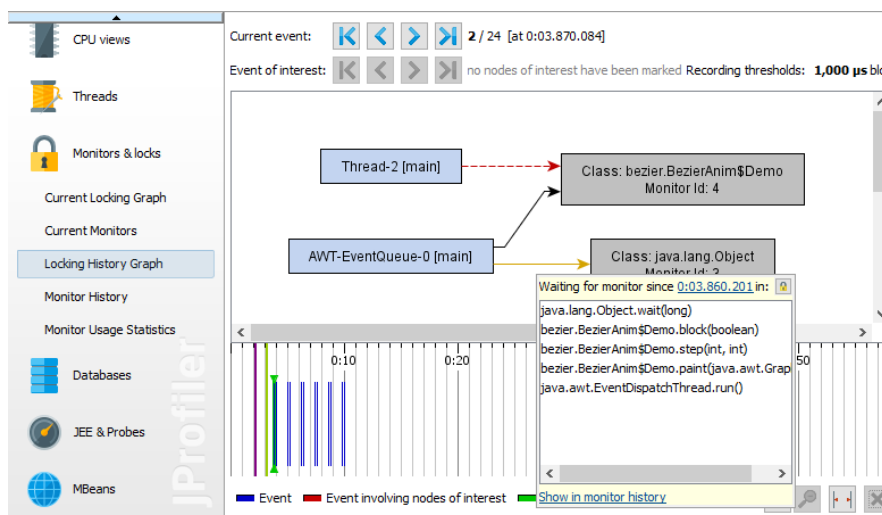 CPU views
Threads
Monitors & locks
Current Locking Graph
Current Monitors
Locking History Graph
Monitor History
Monitor Usage Statistics
Databases
JEE & Probes
MBeans
JProfiler
Current event: 2 / 24 [at 0:03.870.084]
Event of interest: no nodes of interest have been marked Recording thresholds: 1,000 µs blo
Thread-2 [main]
Class: bezier.BezierAnim$Demo
Monitor Id: 4
AWT-EventQueue-0 [main]
Class: java.lang.Object
Monitor Id: 3
Waiting for monitor since 0:03.860.201 in:
java.lang.Object.wait(long)
bezier.BezierAnim$Demo.block(boolean)
bezier.BezierAnim$Demo.step(int, int)
bezier.BezierAnim$Demo.paint(java.awt.Grap
java.awt.EventDispatchThread.run()
Show in monitor history
0:10 0:20 50
Event Event involving nodes of interest